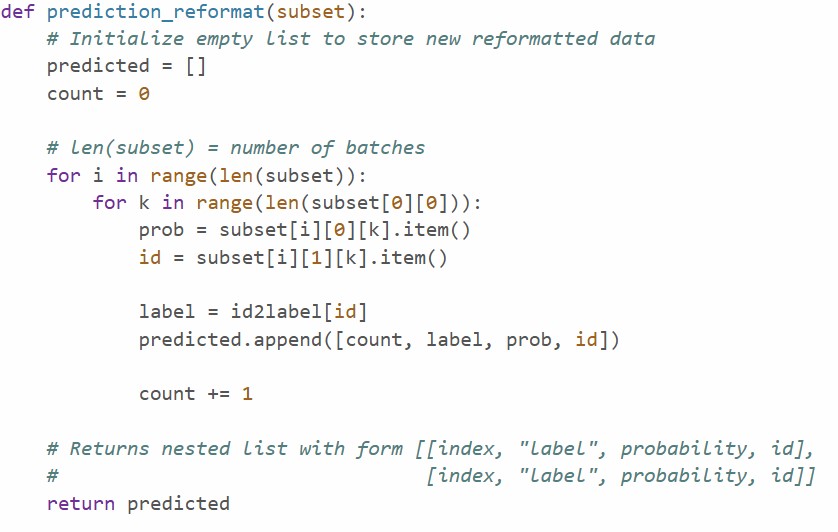 def prediction_reformat(subset):
    # Initialize empty list to store new reformatted data
    predicted = []
    count = 0

    # len(subset) = number of batches
    for i in range(len(subset)):
        for k in range(len(subset[0][0])):
            prob = subset[i][0][k].item()
            id = subset[i][1][k].item()

            label = id2label[id]
            predicted.append([count, label, prob, id])

            count += 1

    # Returns nested list with form [[index, "label", probability, id],
    #                                [index, "label", probability, id]]
    return predicted